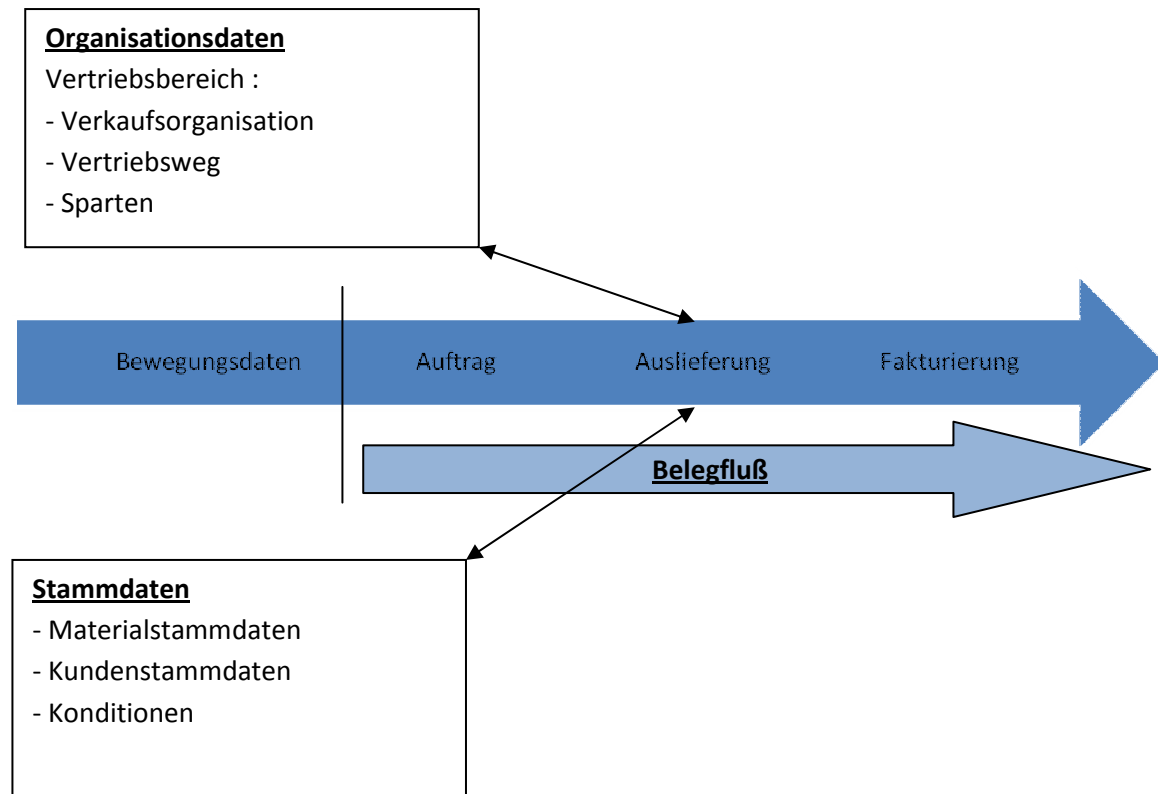 Organisationsdaten
Vertriebsbereich :
- Verkaufsorganisation
- Vertriebsweg
- Sparten
Bewegungsdaten Auftrag Auslieferung Fakturierung
Belegfluß
Stammdaten
- Materialstammdaten
- Kundenstammdaten
- Konditionen